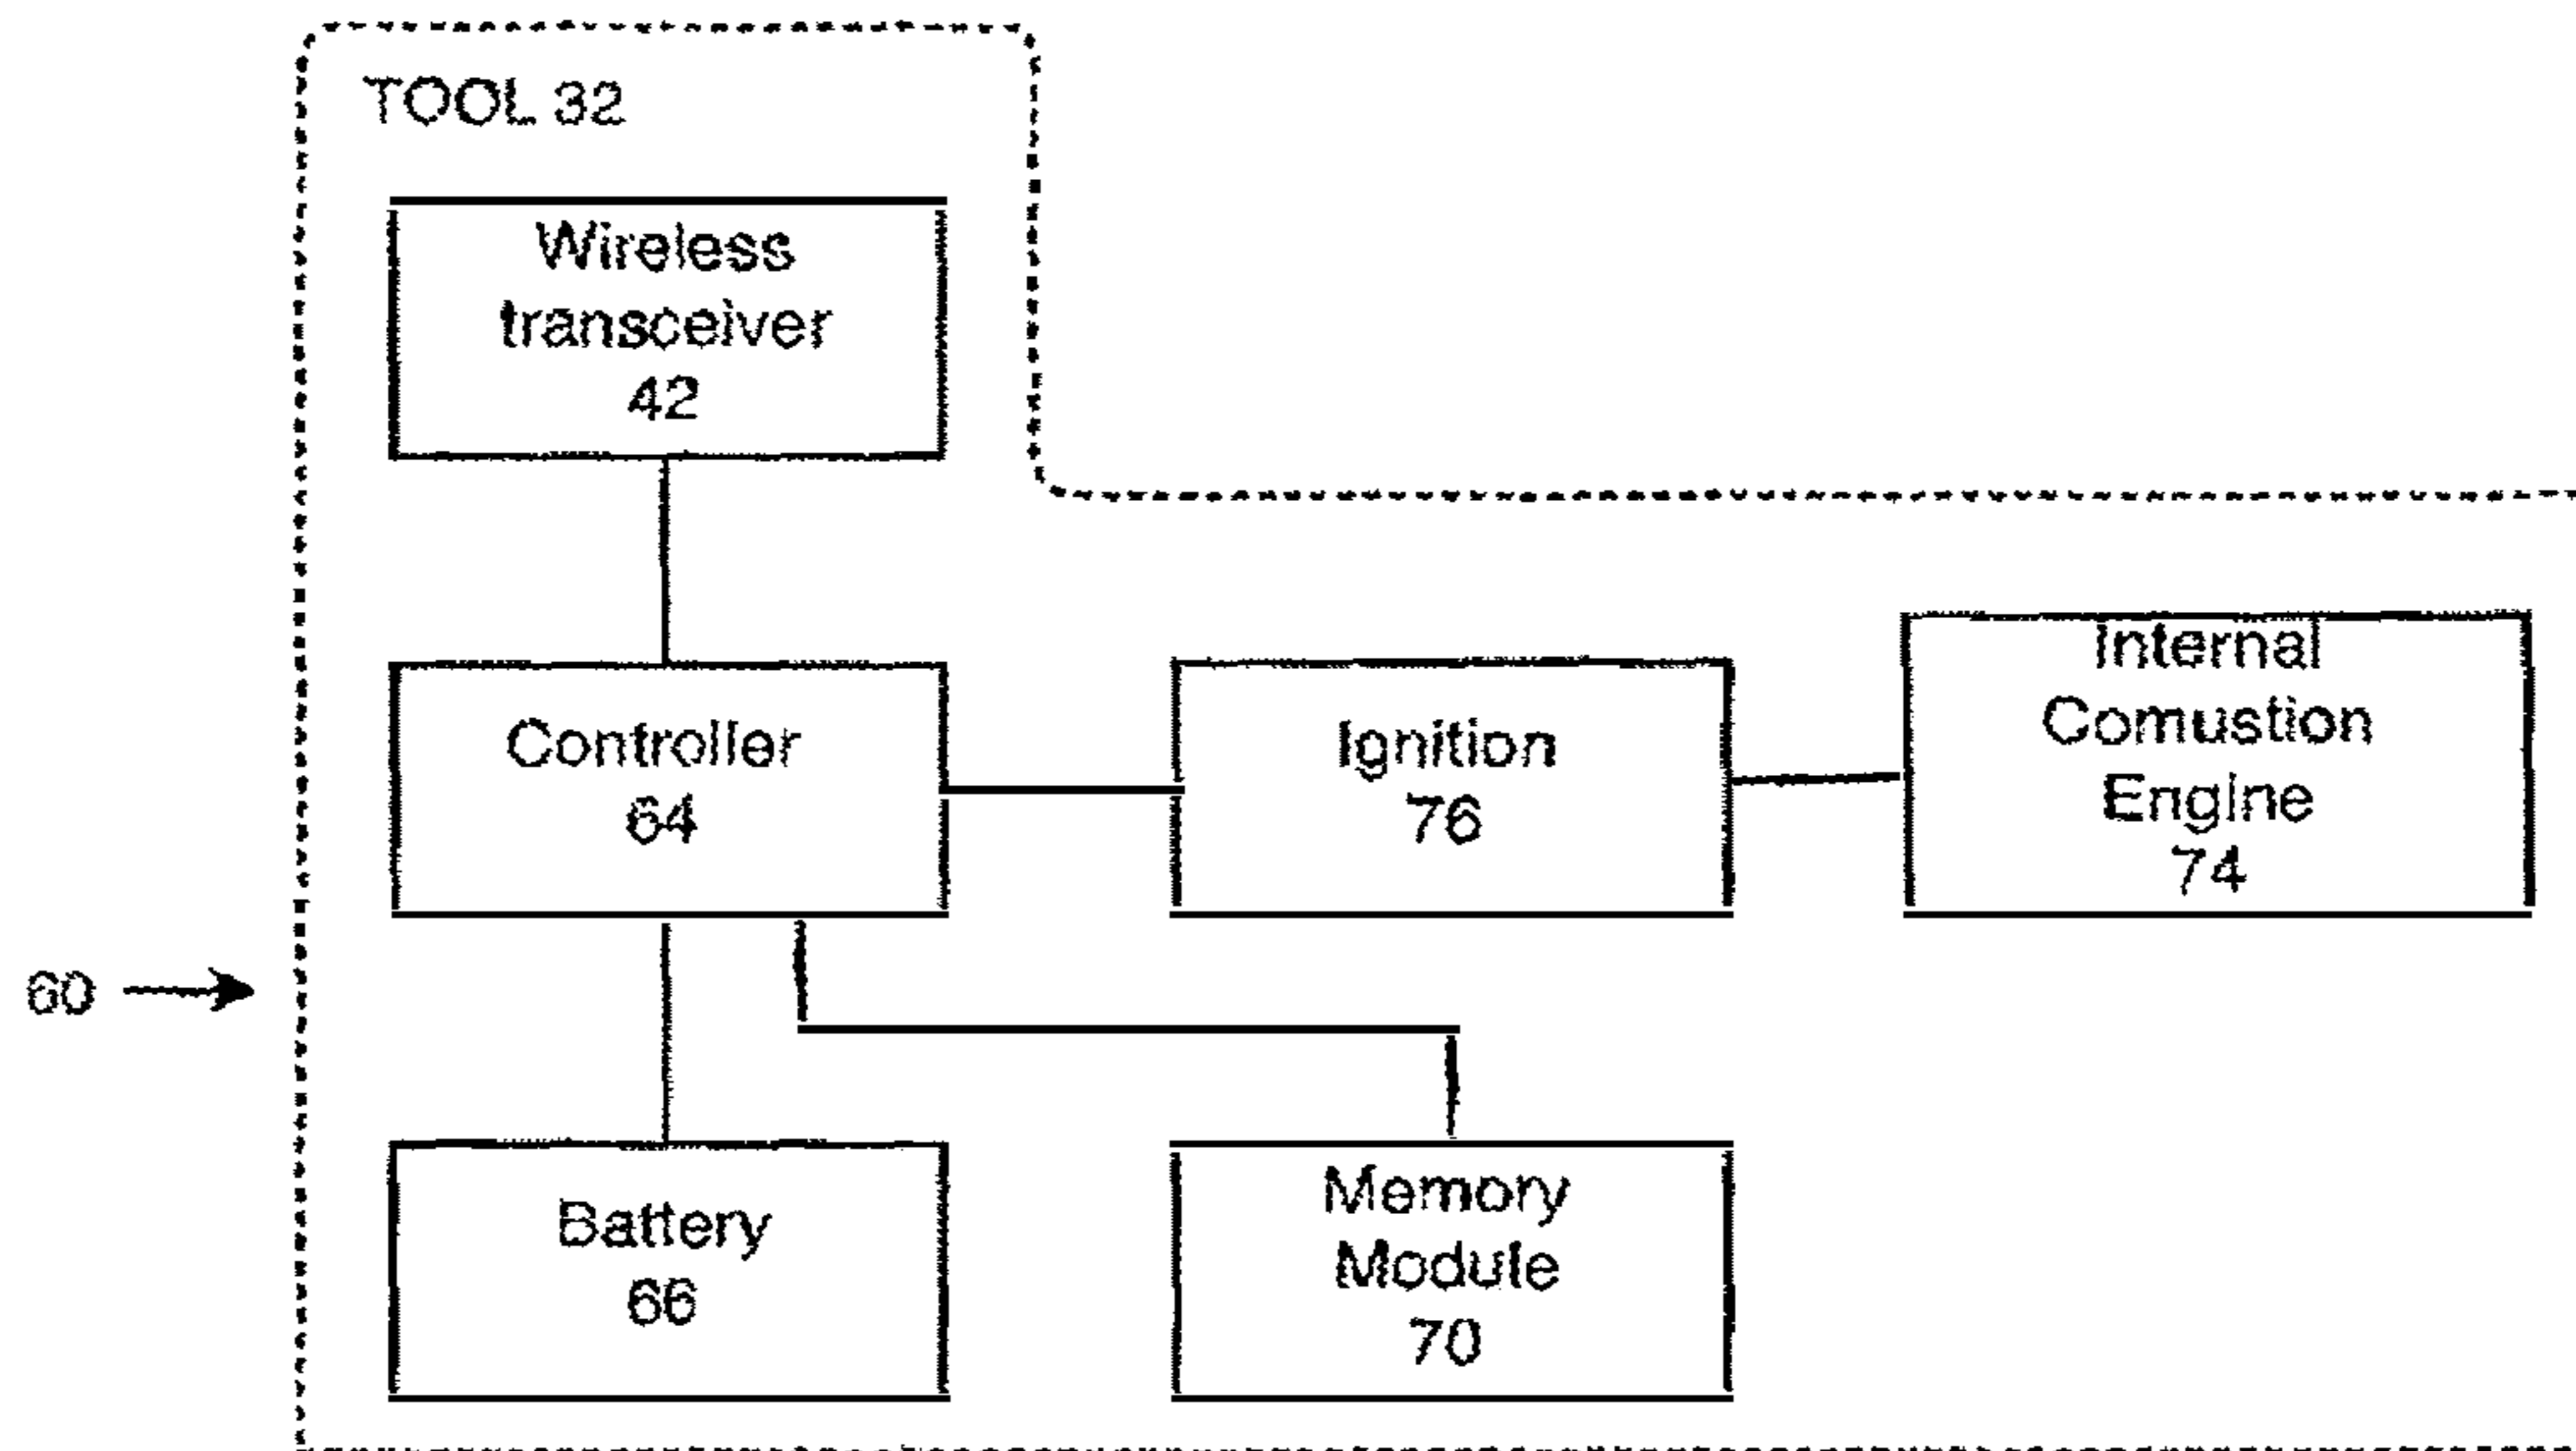 TOOL 32
Wireless
transceiver
42
Controller
64
Ignition
76
Internal
Comustion
Engine
74
60
Battery
66
Memory
Module
70